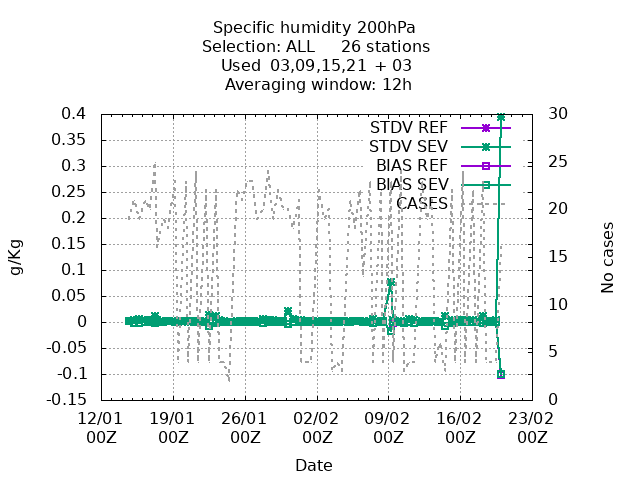 Specific humidity 200hPa
Selection: ALL     26 stations
Used  03,09,15,21  + 03
Averaging window: 12h
0.4
0.35
0.3
0.25
0.2
0.15
0.1
0.05
0
-0.05
-0.1
-0.15
30
25
20
15
10
5
0
g/Kg
No cases
STDV REF
STDV SEV
BIAS REF
BIAS SEV
CASES
12/01 19/01 26/01 02/02 09/02 16/02 23/02
00Z 00Z 00Z 00Z 00Z 00Z 00Z
Date